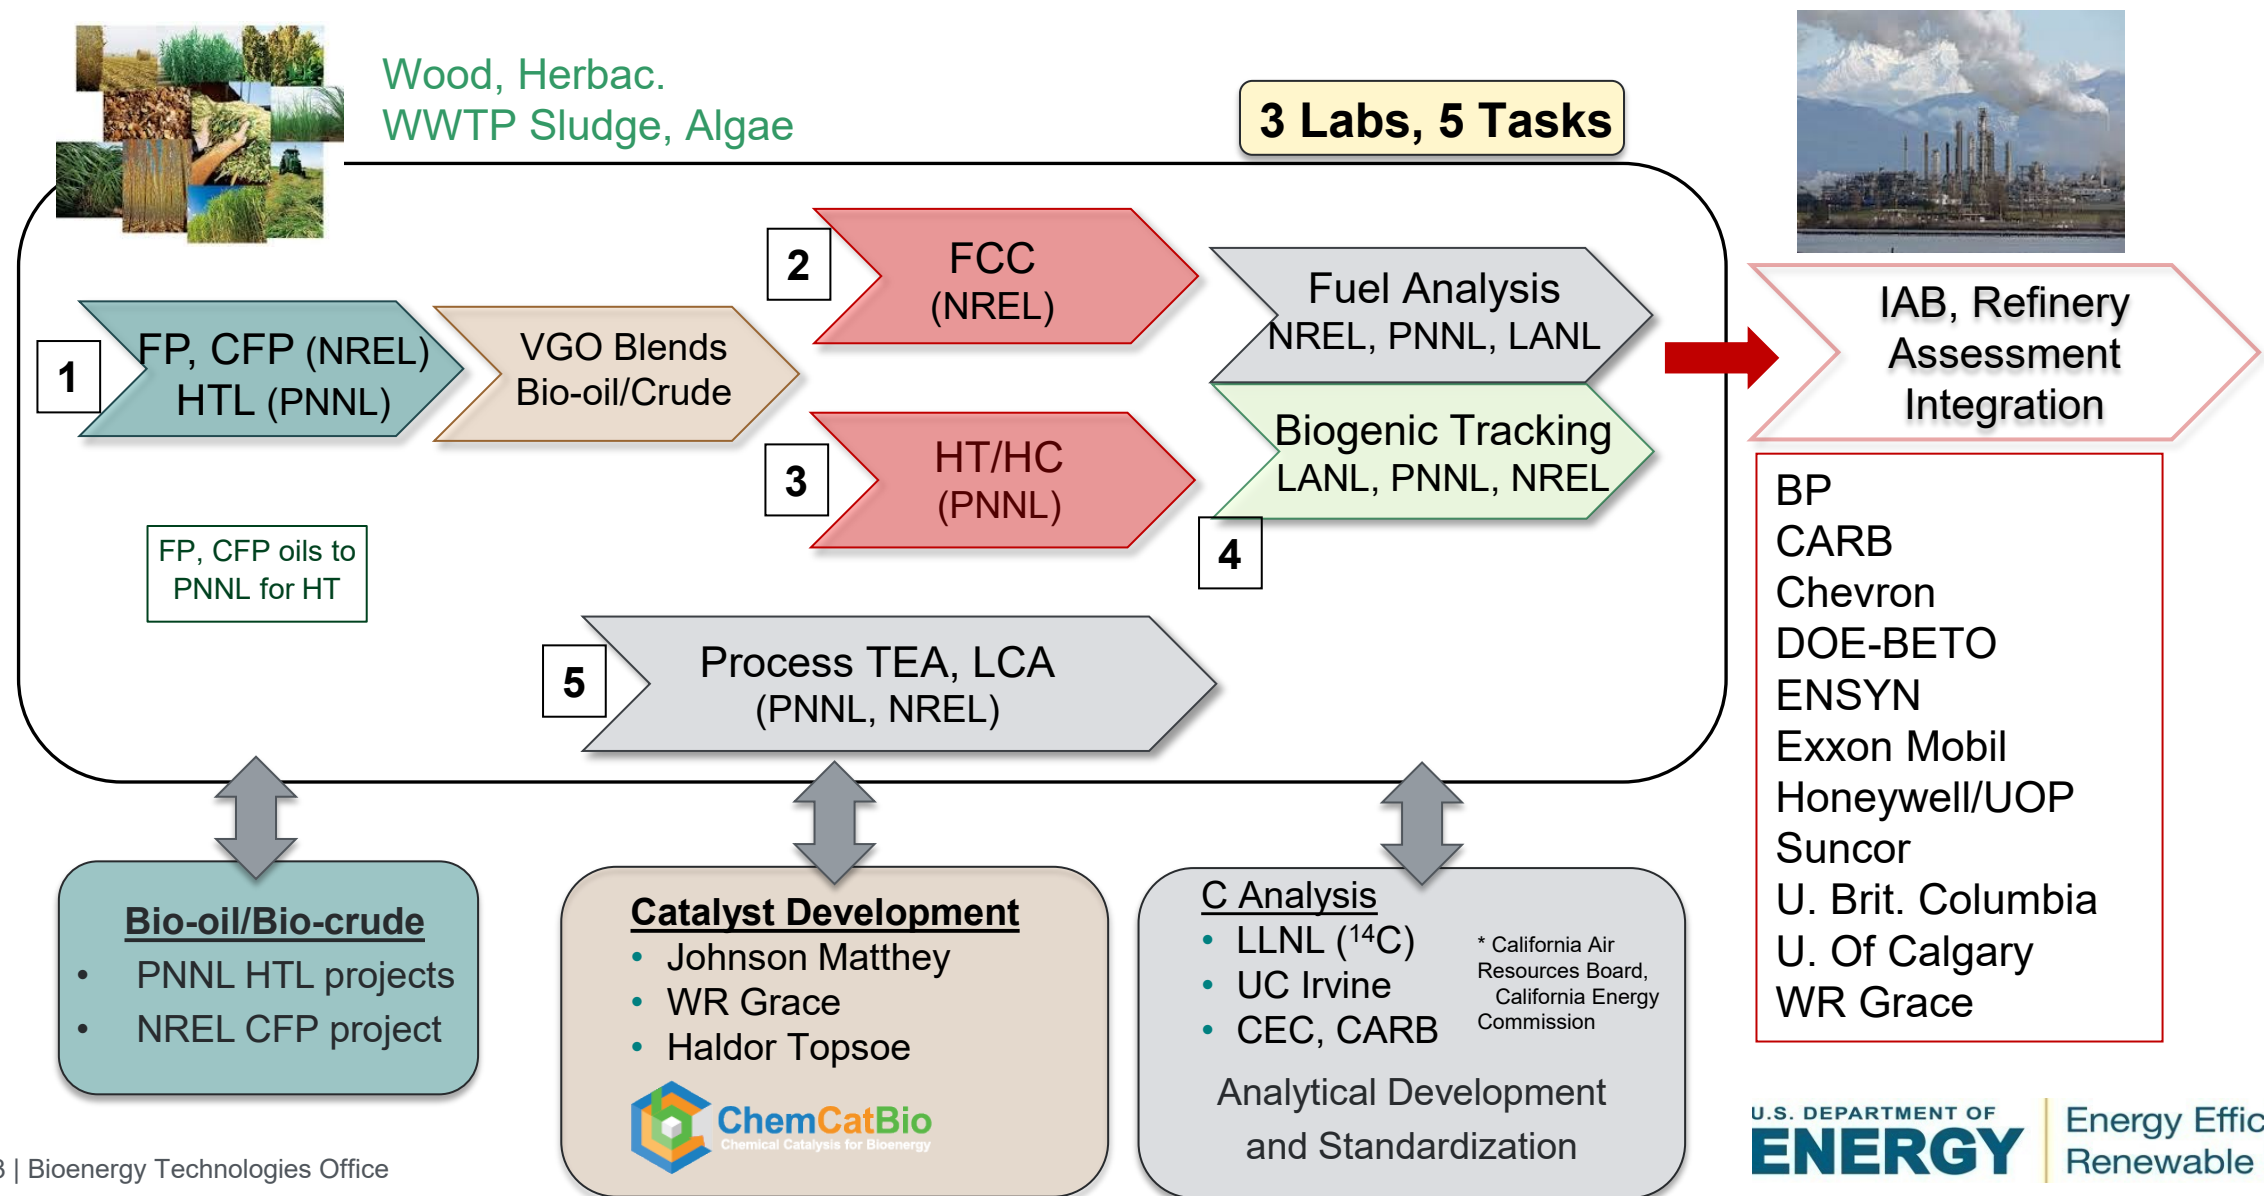 Wood, Herbac.
WWTP Sludge, Algae
3 Labs, 5 Tasks
1
FP, CFP (NREL)
HTL (PNNL)
VGO Blends
Bio-oil/Crude
2
FCC
(NREL)
3
HT/HC
(PNNL)
Fuel Analysis
NREL, PNNL, LANL
Biogenic Tracking
LANL, PNNL, NREL
4
IAB, Refinery
Assessment
Integration
FP, CFP oils to
PNNL for HT
5
Process TEA, LCA
(PNNL, NREL)
BP
CARB
Chevron
DOE-BETO
ENSYN
Exxon Mobil
Honeywell/UOP
Suncor
U. Brit. Columbia
U. Of Calgary
WR Grace
Bio-oil/Bio-crude
• PNNL HTL projects
• NREL CFP project
Catalyst Development
• Johnson Matthey
• WR Grace
• Haldor Topsoe
ChemCatBio
Chemical Catalysis for Bioenergy
C Analysis
• LLNL (¹⁴C)
• UC Irvine
• CEC, CARB
* California Air
Resources Board,
California Energy
Commission
Analytical Development
and Standardization
U.S. DEPARTMENT OF
ENERGY
Energy Effic
Renewable
3 | Bioenergy Technologies Office